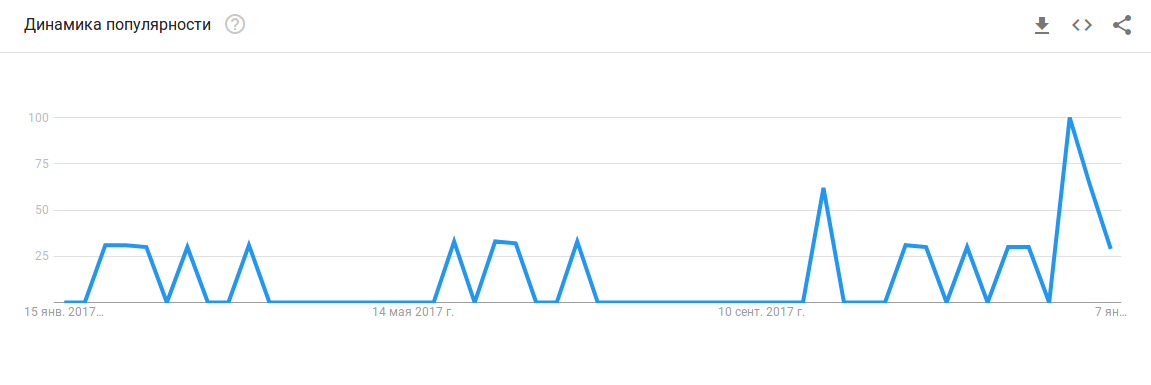 Динамика популярности ?
100
75
50
25
15 янв. 2017…
14 мая 2017 г.
10 сент. 2017 г.
7 ян…